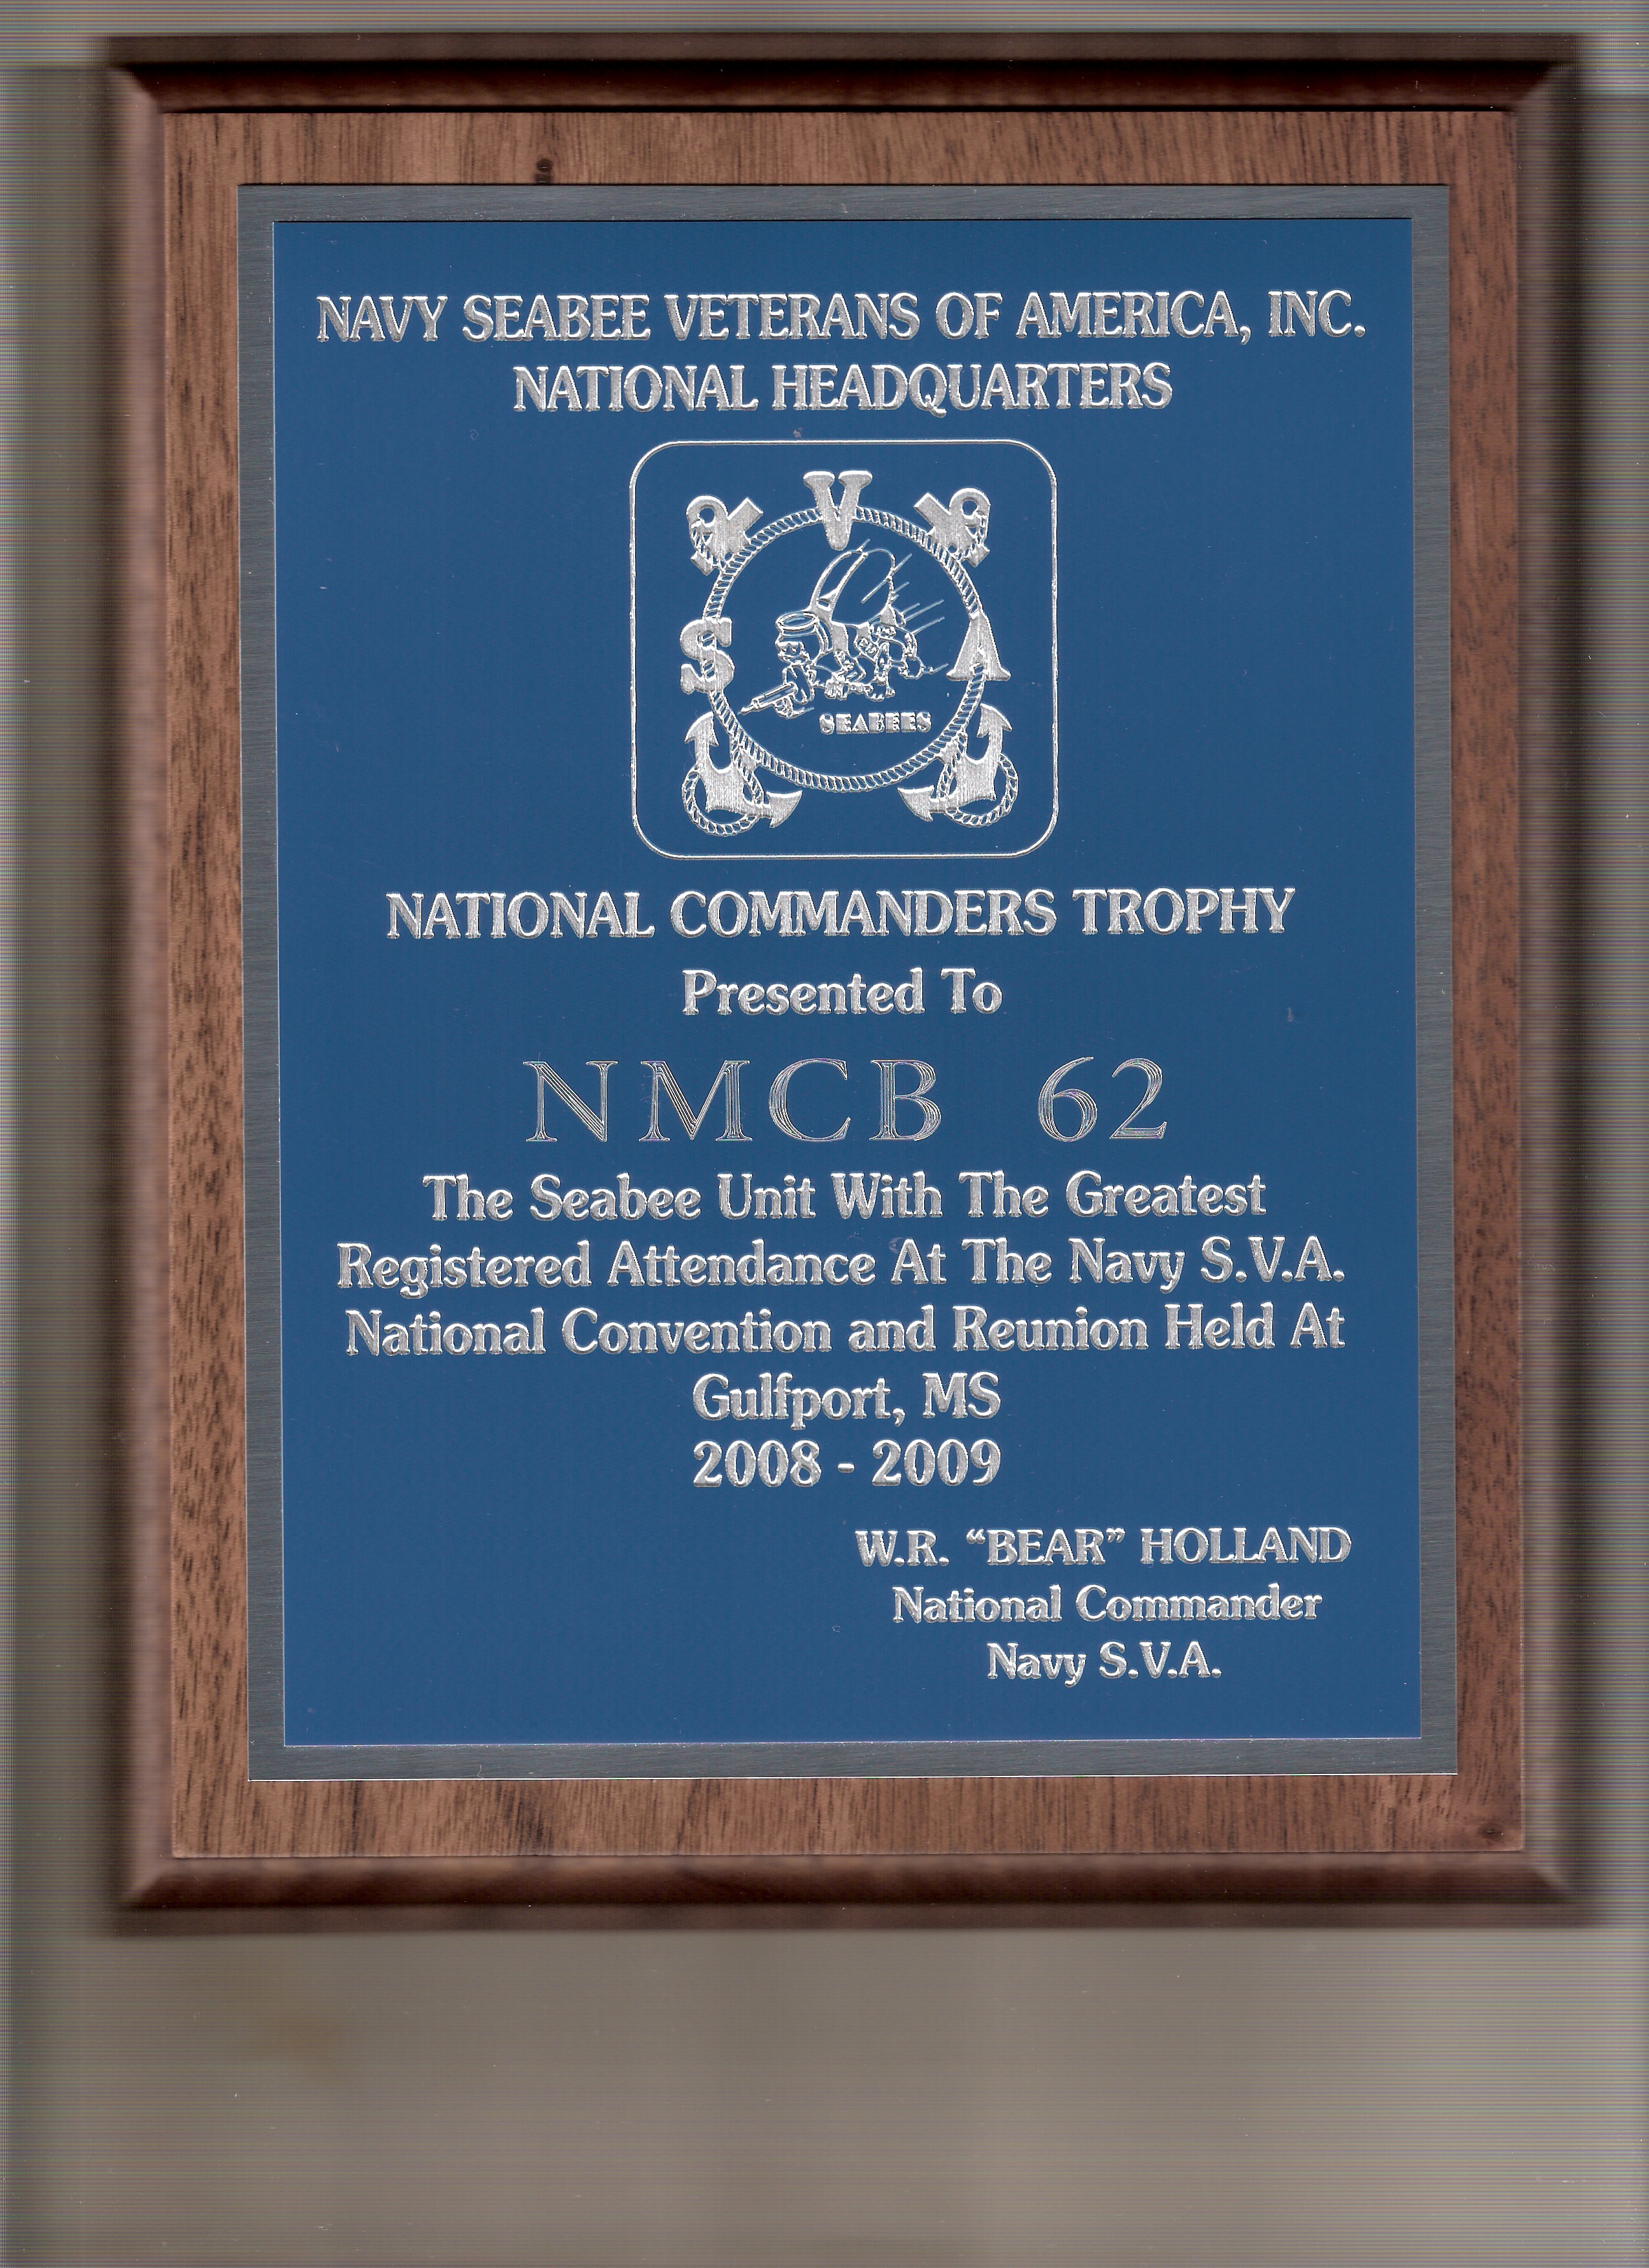 NAVY SEABEE VETERANS OF AMERICA, INC.
NATIONAL HEADQUARTERS
S V A
SEABEES
NATIONAL COMMANDERS TROPHY
Presented To
NMCB 62
The Seabee Unit With The Greatest
Registered Attendance At The Navy S.V.A.
National Convention and Reunion Held At
Gulfport, MS
2008 - 2009
W.R. “BEAR” HOLLAND
National Commander
Navy S.V.A.